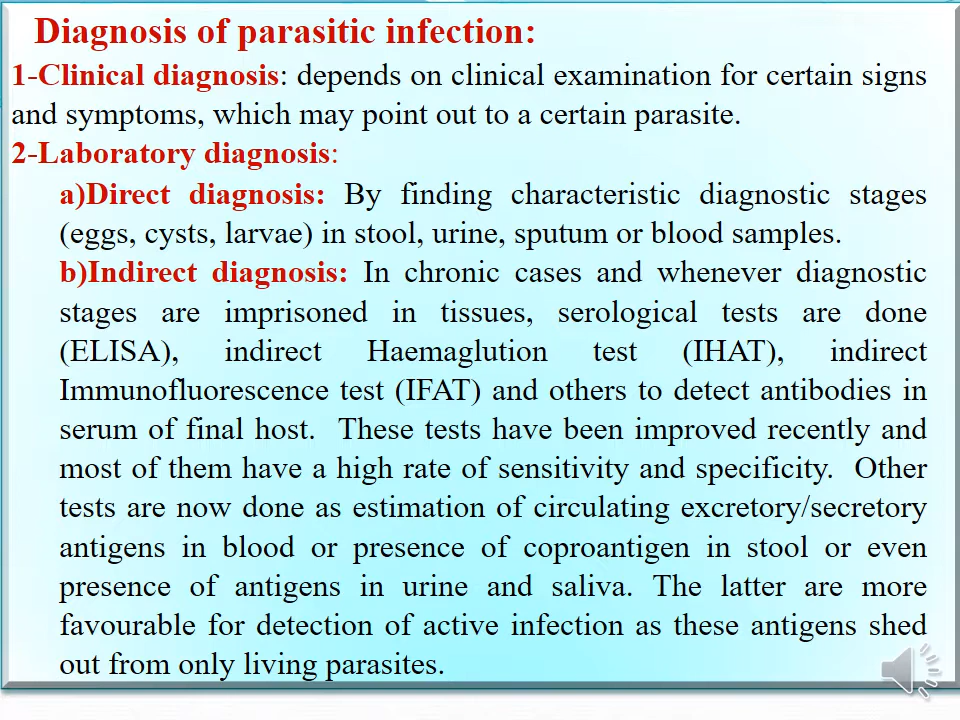 Diagnosis of parasitic infection:
1-Clinical diagnosis: depends on clinical examination for certain signs
and symptoms, which may point out to a certain parasite.
2-Laboratory diagnosis:
a)Direct diagnosis: By finding characteristic diagnostic stages
(eggs, cysts, larvae) in stool, urine, sputum or blood samples.
b)Indirect diagnosis: In chronic cases and whenever diagnostic
stages are imprisoned in tissues, serological tests are done
(ELISA), indirect Haemaglution test (IHAT), indirect
Immunofluorescence test (IFAT) and others to detect antibodies in
serum of final host. These tests have been improved recently and
most of them have a high rate of sensitivity and specificity. Other
tests are now done as estimation of circulating excretory/secretory
antigens in blood or presence of coproantigen in stool or even
presence of antigens in urine and saliva. The latter are more
favourable for detection of active infection as these antigens shed
out from only living parasites.